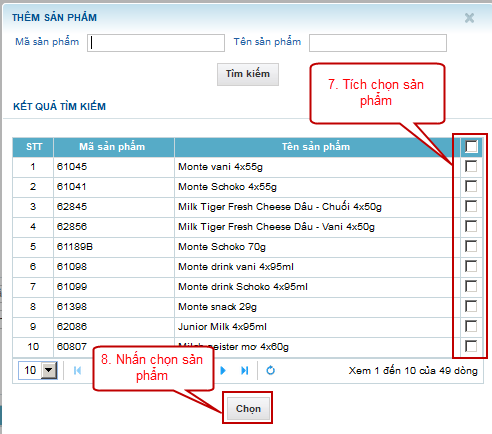 THÊM SẢN PHẨM
Mã sản phẩm Tên sản phẩm
Tìm kiếm
7. Tích chọn sản
phẩm
KẾT QUẢ TÌM KIẾM
STT Mã sản phẩm Tên sản phẩm
1 61045 Monte vani 4x55g
2 61041 Monte Schoko 4x55g
3 62845 Milk Tiger Fresh Cheese Dâu - Chuối 4x50g
4 62856 Milk Tiger Fresh Cheese Dâu - Vani 4x50g
5 61189B Monte Schoko 70g
6 61098 Monte drink vani 4x95ml
7 61099 Monte drink Schoko 4x95ml
8 61398 Monte snack 29g
9 62086 Junior Milk 4x95ml
10 60807 meister mơ 4x60g
8. Nhấn chọn sản
phẩm
10 Xem 1 đến 10 của 49 dòng
Chọn